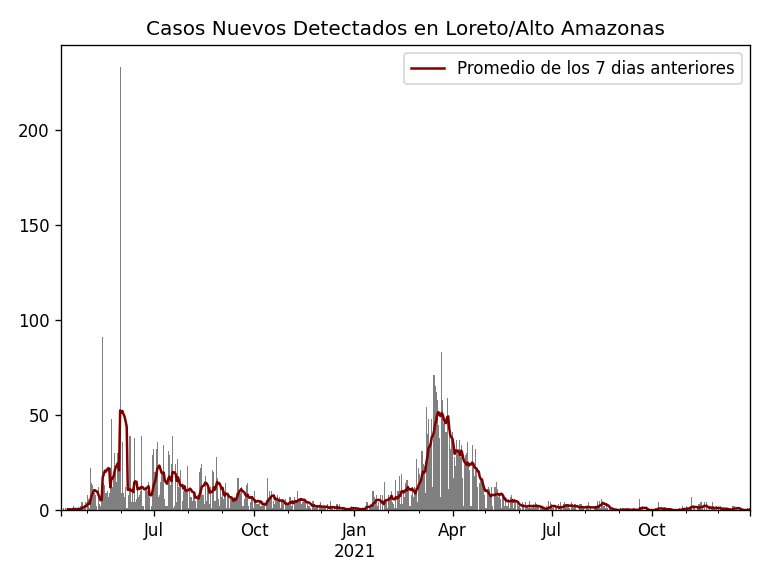 Casos Nuevos Detectados en Loreto/Alto Amazonas
Promedio de los 7 dias anteriores
200
150
100
50
0
Jul Oct Jan Apr Jul Oct
2021